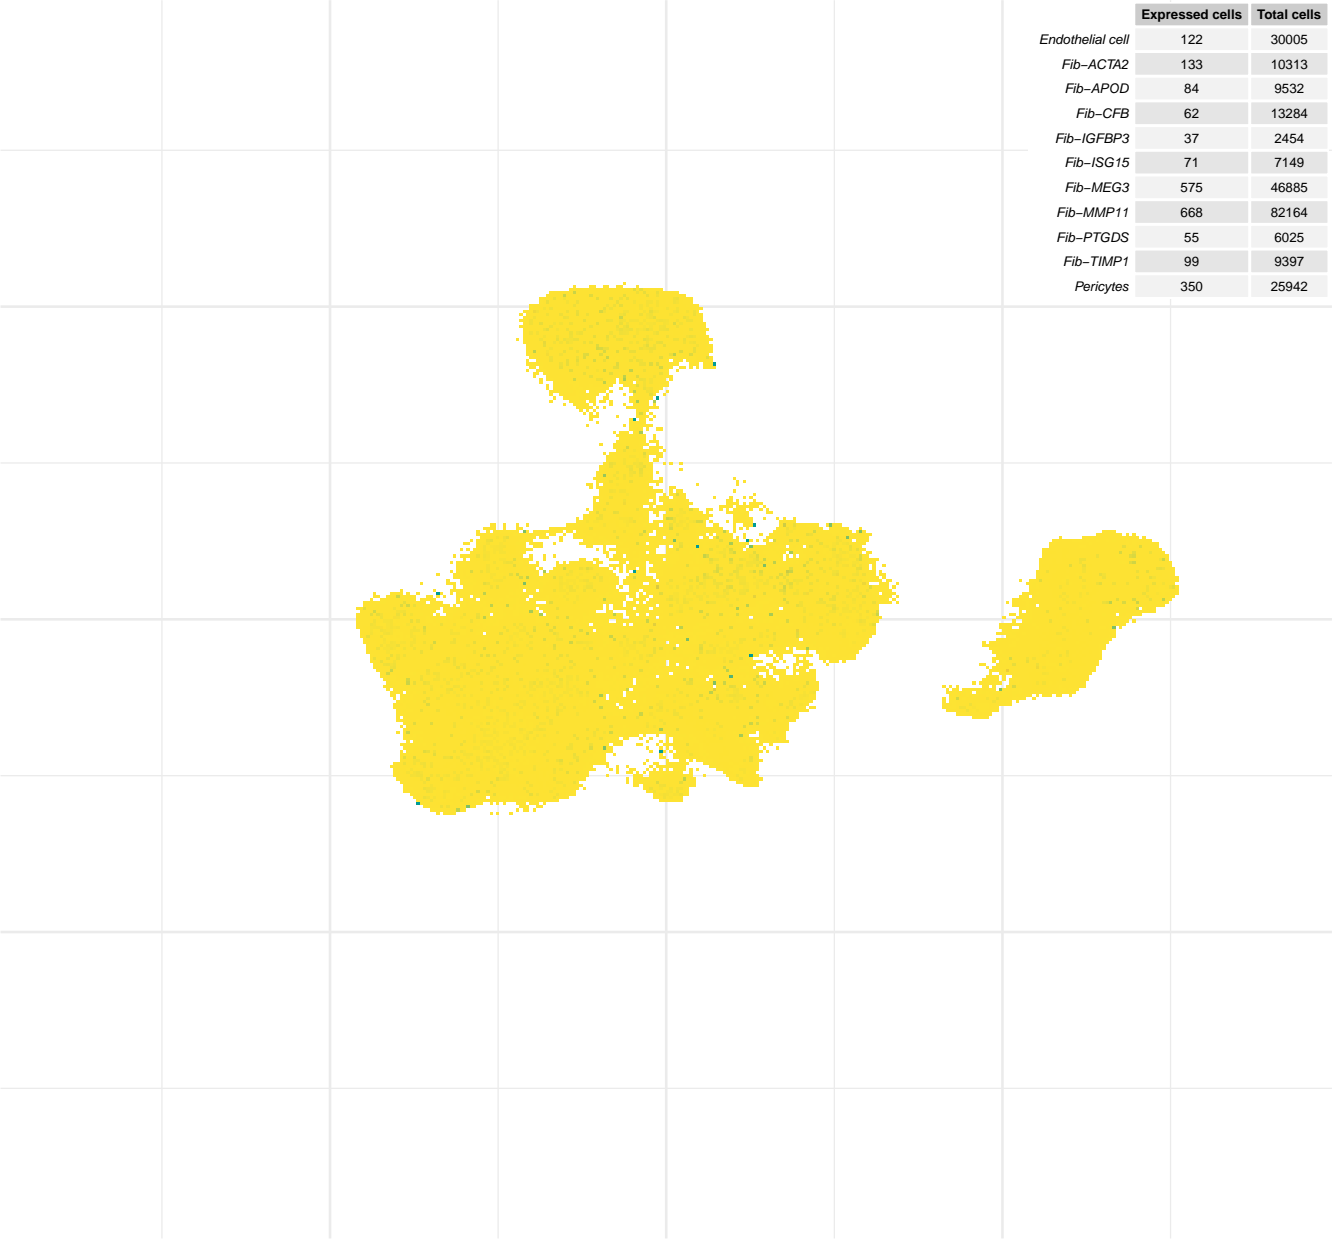 Expressed cells Total cells
Endothelial cell 122 30005
Fib−ACTA2 133 10313
Fib−APOD 84 9532
Fib−CFB 62 13284
Fib−IGFBP3 37 2454
Fib−ISG15 71 7149
Fib−MEG3 575 46885
Fib−MMP11 668 82164
Fib−PTGDS 55 6025
Fib−TIMP1 99 9397
Pericytes 350 25942